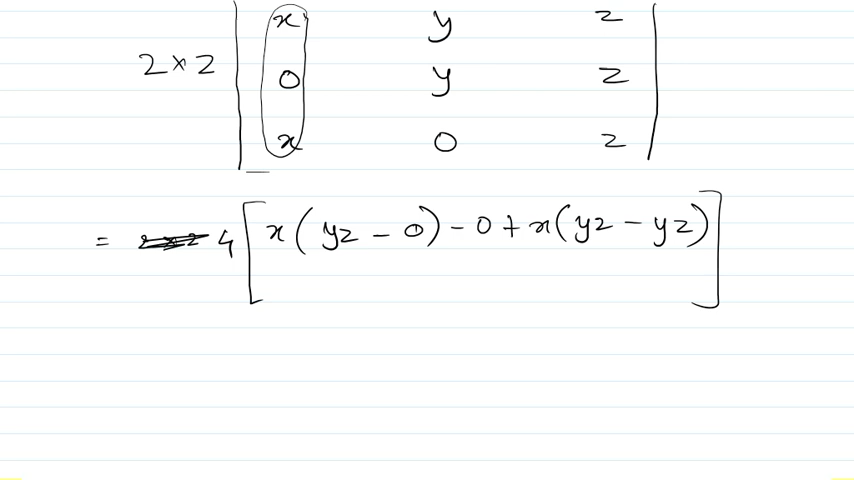 x y z
2 × 2 0 y z
x 0 z
= 4 [ x ( yz - 0 ) - 0 + x ( yz - yz ) ]